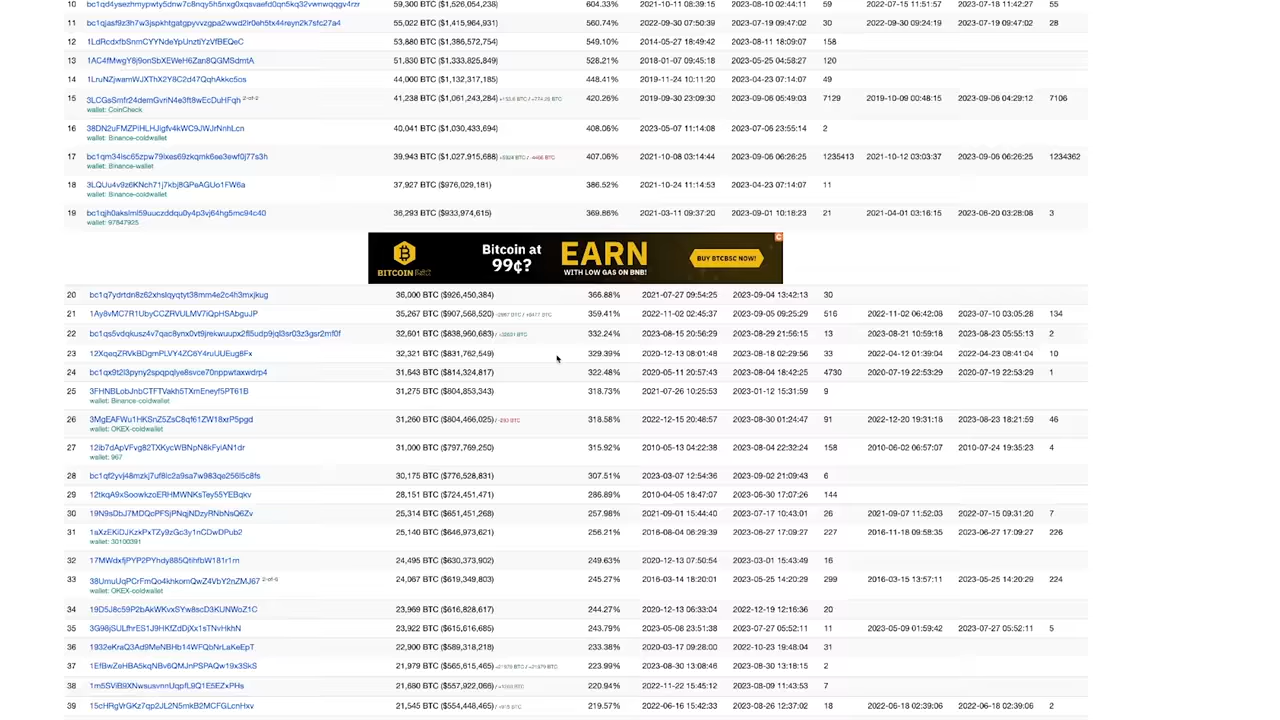 10 bc1qd4ysezhmypwty5dnw7c8nqy5h5nxg0xqsvaefd0qn5kq32vwnwqqgv4rzr 59,300 BTC ($1,526,054,238) 604.33% 2021-10-11 08:39:15 2023-08-10 02:44:11 59 2022-07-15 11:51:57 2023-07-18 11:42:27 55
11 bc1qjasf9z3h7w3jspkhtgatgpyvvzgpa2wwd2lr0eh5tx44reyn2k7sfc27a4 55,022 BTC ($1,415,964,931) 560.74% 2022-09-30 07:50:39 2023-07-19 09:47:02 30 2022-09-30 09:24:19 2023-07-19 09:47:02 28
12 1LdRcdxfbSnmCYYNdeYpUnztiYzVfBEQeC 53,880 BTC ($1,386,572,754) 549.10% 2014-05-27 18:49:42 2023-08-11 18:09:07 158
13 1AC4fMwgY8j9onSbXEWeH6Zan8QGMSdmtA 51,830 BTC ($1,333,825,849) 528.21% 2018-01-07 09:45:18 2023-05-25 04:58:27 120
14 1LruNZjwamWJXThX2Y8C2d47QqhAkkc5os 44,000 BTC ($1,132,317,185) 448.41% 2019-11-24 10:11:20 2023-04-23 07:14:07 49
15 3LCGsSmfr24demGvriN4e3ft8wEcDuHFqh 2-of-2 41,238 BTC ($1,061,243,284) 420.26% 2019-09-30 23:09:30 2023-09-06 05:49:03 7129 2019-10-09 00:48:15 2023-09-06 04:29:12 7106
wallet: CoinCheck
16 38DN2uFMZPiHLHJigfv4kWC9JWJrNnhLcn 40,041 BTC ($1,030,433,694) 408.06% 2023-05-07 11:14:08 2023-07-06 23:55:14 2
wallet: Binance-coldwallet
17 bc1qm34lsc65zpw79lxes69zkqmk6ee3ewf0j77s3h 39,943 BTC ($1,027,915,688) 407.06% 2021-10-08 03:14:44 2023-09-06 06:26:25 1235413 2021-10-12 03:03:37 2023-09-06 06:26:25 1234362
wallet: Binance-wallet
18 3LQUu4v9z6KNch71j7kbj8GPeAGUo1FW6a 37,927 BTC ($976,029,181) 386.52% 2021-10-24 11:14:53 2023-04-23 07:14:07 11
wallet: Binance-coldwallet
19 bc1qjh0akslml59uuczddqu0y4p3vj64hg5mc94c40 36,293 BTC ($933,974,615) 369.86% 2021-03-11 09:37:20 2023-09-01 10:18:23 21 2021-04-01 03:16:15 2023-06-20 03:28:08 3
wallet: 97847925
BITCOIN BSC
Bitcoin at
99¢?
EARN
WITH LOW GAS ON BNB!
BUY BTCBSC NOW!
20 bc1q7ydrtdn8z62xhslqyqtyt38mm4e2c4h3mxjkug 36,000 BTC ($926,450,384) 366.88% 2021-07-27 09:54:25 2023-09-04 13:42:13 30
21 1Ay8vMC7R1UbyCCZRVULMV7iQpHSAbguJP 35,267 BTC ($907,568,520) 359.41% 2022-11-02 02:45:37 2023-09-05 09:25:29 516 2022-11-02 06:42:08 2023-07-10 03:05:28 134
22 bc1qs5vdqkusz4v7qac8ynx0vt9jrekwuupx2fl5udp9jql3sr03z3gsr2mf0f 32,601 BTC ($838,960,683) 332.24% 2023-08-15 20:56:29 2023-08-29 21:56:15 13 2023-08-21 10:59:18 2023-08-23 05:55:13 2
23 12XqeqZRVkBDgmPLVY4ZC6Y4ruUUEug8Fx 32,321 BTC ($831,762,549) 329.39% 2020-12-13 08:01:48 2023-08-18 02:29:56 33 2022-04-12 01:39:04 2022-04-23 08:41:04 10
24 bc1qx9t2l3pyny2spqpqlye8svce70nppwtaxwdrp4 31,643 BTC ($814,324,817) 322.48% 2020-05-11 20:57:43 2023-08-04 18:42:25 4730 2020-07-19 22:53:29 2020-07-19 22:53:29 1
25 3FHNBLobJnbCTFTVakh5TXmEneyf5PT61B 31,275 BTC ($804,853,343) 318.73% 2021-07-26 10:25:53 2023-01-12 15:31:59 9
wallet: Binance-coldwallet
26 3MgEAFWu1HKSnZ5ZsC8qf61ZW18xrP5pgd 31,260 BTC ($804,466,025) 318.58% 2022-12-15 20:48:57 2023-08-30 01:24:47 91 2022-12-20 19:31:18 2023-08-23 18:21:59 46
wallet: OKEX-coldwallet
27 12ib7dApVFvg82TXKycWBNpN8kFyiAN1dr 31,000 BTC ($797,769,250) 315.92% 2010-05-13 04:22:38 2023-08-04 22:32:14 158 2010-06-02 06:57:07 2010-07-24 19:35:23 4
wallet: 967
28 bc1qf2yvj48mzkj7uf8lc2a9sa7w983qe256l5c8fs 30,175 BTC ($776,528,831) 307.51% 2023-03-07 12:54:36 2023-09-02 21:09:43 6
29 12tkqA9xSoowkzoERHMWNKsTey55YEBqkv 28,151 BTC ($724,451,471) 286.89% 2010-04-05 18:47:07 2023-05-30 17:07:26 144
30 19N9sDbJ7MDQcPFSjPNqjNDzyRNbNsQ6Zv 25,314 BTC ($651,451,268) 257.98% 2021-09-01 15:44:40 2023-07-17 10:43:01 26 2021-09-07 11:52:03 2022-07-15 09:31:20 7
31 1aXzEKiDJKzkPxTZy9zGc3y1nCDwDPub2 25,140 BTC ($646,973,521) 256.21% 2016-08-04 06:29:39 2023-06-27 17:09:27 227 2016-11-18 09:58:35 2023-06-27 17:09:27 226
wallet: 30100391
32 17MWdxfjPYP2PYhdy885QtihfbW181r1rn 24,495 BTC ($630,373,902) 249.63% 2020-12-13 07:50:54 2023-03-01 15:43:49 16
33 38UmuUqPCrFmQo4khkomQwZ4VbY2nZMJ67 2-of-6 24,067 BTC ($619,349,803) 245.27% 2016-03-14 18:20:01 2023-05-25 14:20:29 299 2016-03-15 13:57:11 2023-05-25 14:20:29 224
wallet: OKEX-coldwallet
34 19D5J8c59P2bAkWKvxSYw8scD3KUNWoZ1C 23,969 BTC ($616,828,617) 244.27% 2020-12-13 06:33:04 2022-12-19 12:16:36 20
35 3G98jSULfhrES1J9HKfZdDjXx1sTNvHkhN 23,922 BTC ($615,616,685) 243.79% 2023-05-08 23:51:38 2023-07-27 05:52:11 11 2023-05-09 01:59:42 2023-07-27 05:52:11 5
36 1932eKraQ3Ad9MeNBHb14WFQbNrLaKeEpT 22,900 BTC ($589,318,218) 233.38% 2020-03-17 09:28:00 2022-10-23 19:48:04 31
37 1EfBwZeHBA5kqNBv6QMJnPSPAQw19x3SkS 21,979 BTC ($565,615,465) 223.99% 2023-08-30 13:08:46 2023-08-30 13:18:15 2
38 1m5SViB9XNwsusvnnUqpfL9Q1E5EZxPHs 21,680 BTC ($557,922,066) 220.94% 2022-11-22 15:45:12 2023-08-09 11:43:53 7
39 15cHRgVrGKz7qp2JL2N5mkB2MCFGLcnHxv 21,545 BTC ($554,448,465) 219.57% 2022-06-16 15:42:33 2023-08-26 12:37:02 18 2022-06-18 02:39:06 2022-06-18 02:39:06 2